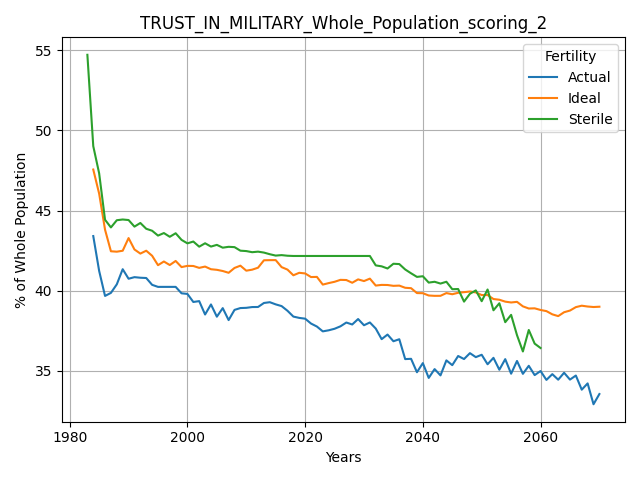 TRUST_IN_MILITARY_Whole_Population_scoring_2
% of Whole Population
55
50
45
40
35
1980
2000
2020
2040
2060
Years
Fertility
Actual
Ideal
Sterile